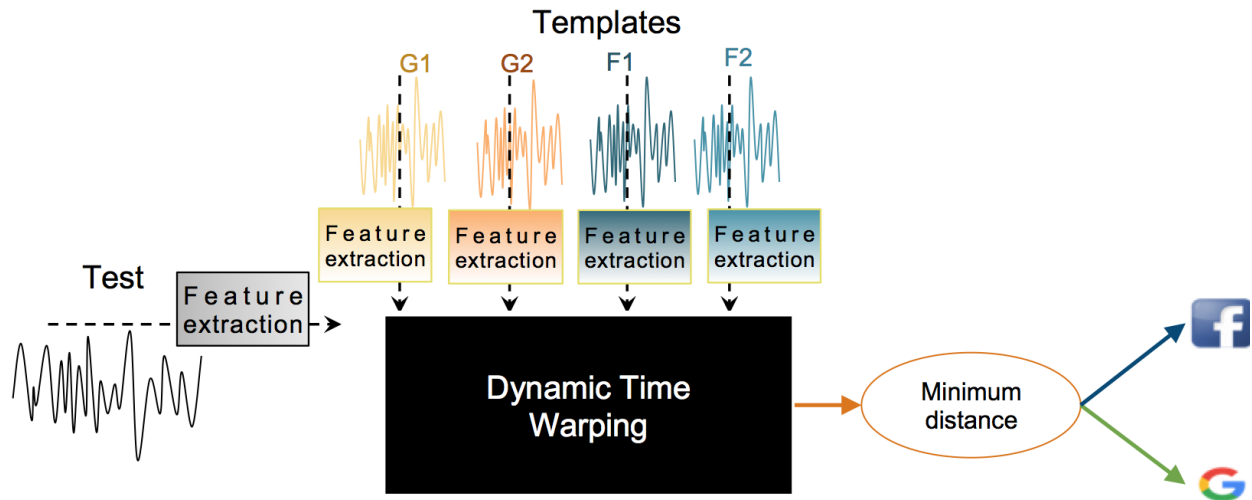 Templates
G1
G2
F1
F2
Feature
extraction
Feature
extraction
Feature
extraction
Feature
extraction
Test
Feature
extraction
Dynamic Time
Warping
Minimum
distance
f
G